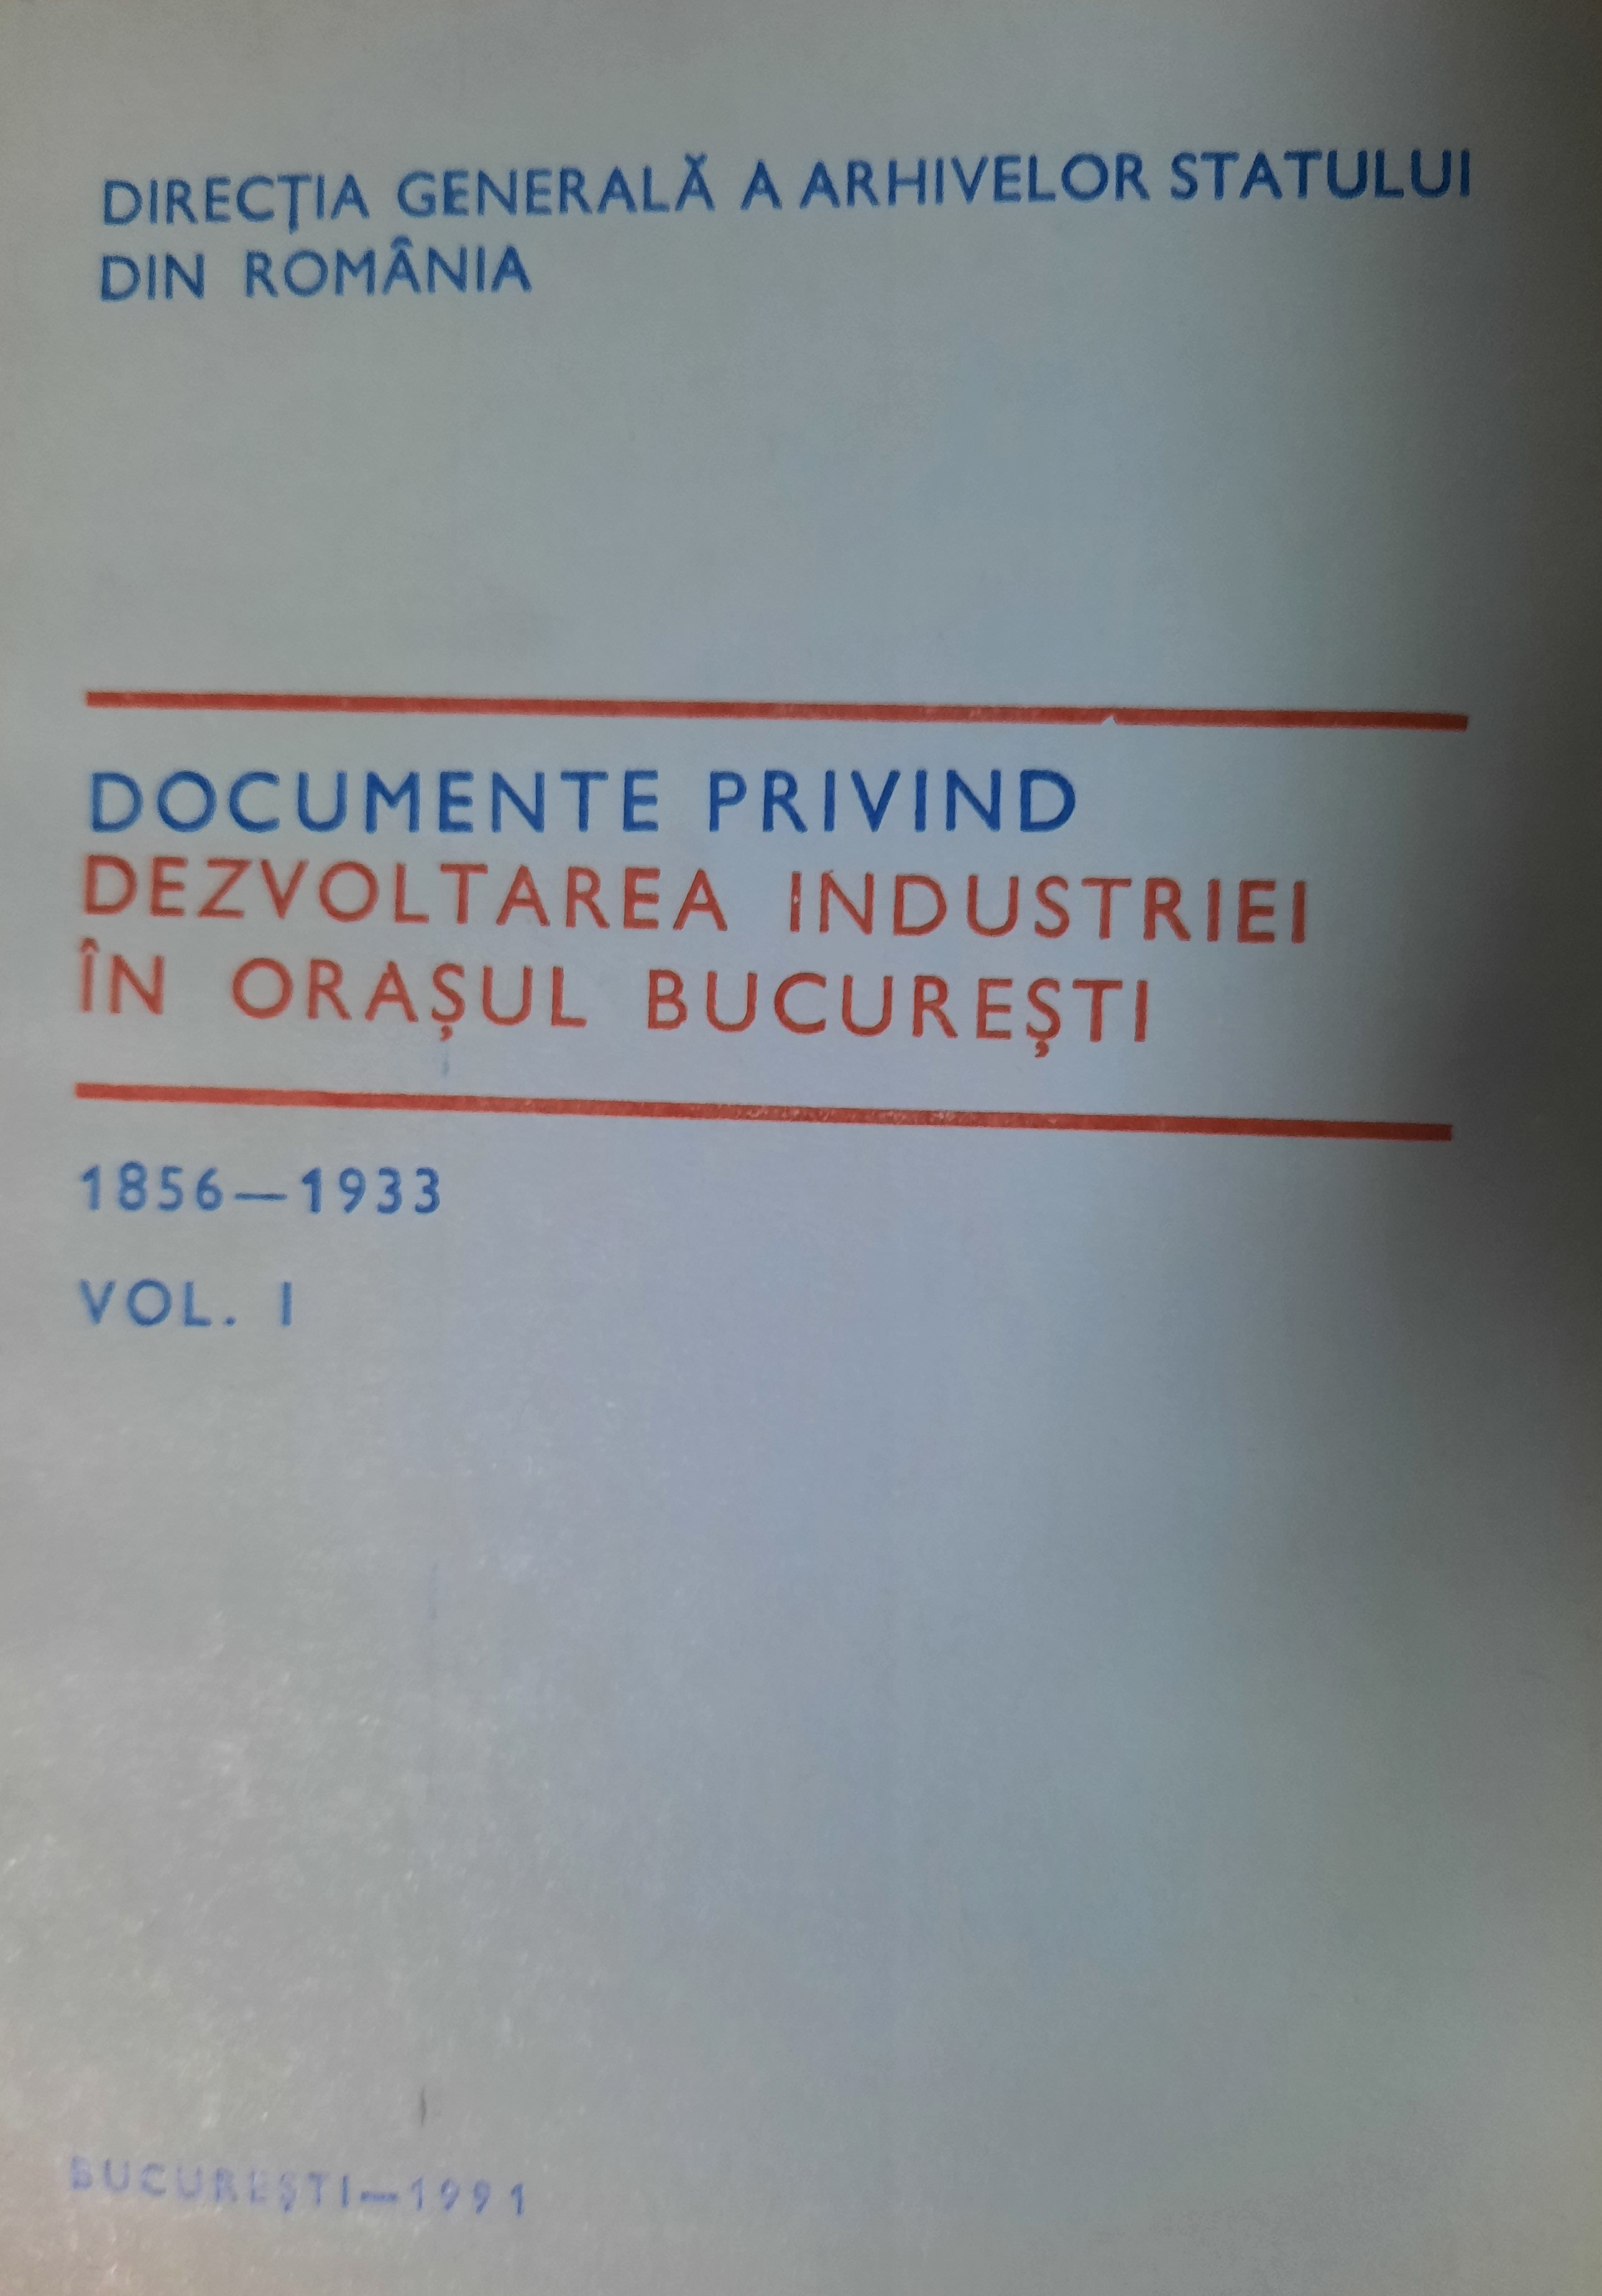 DIRECȚIA GENERALĂ A ARHIVELOR STATULUI
DIN ROMÂNIA
DOCUMENTE PRIVIND
DEZVOLTAREA INDUSTRIEI
ÎN ORAȘUL BUCUREȘTI
1856—1933
VOL. I
BUCUREȘTI—1991